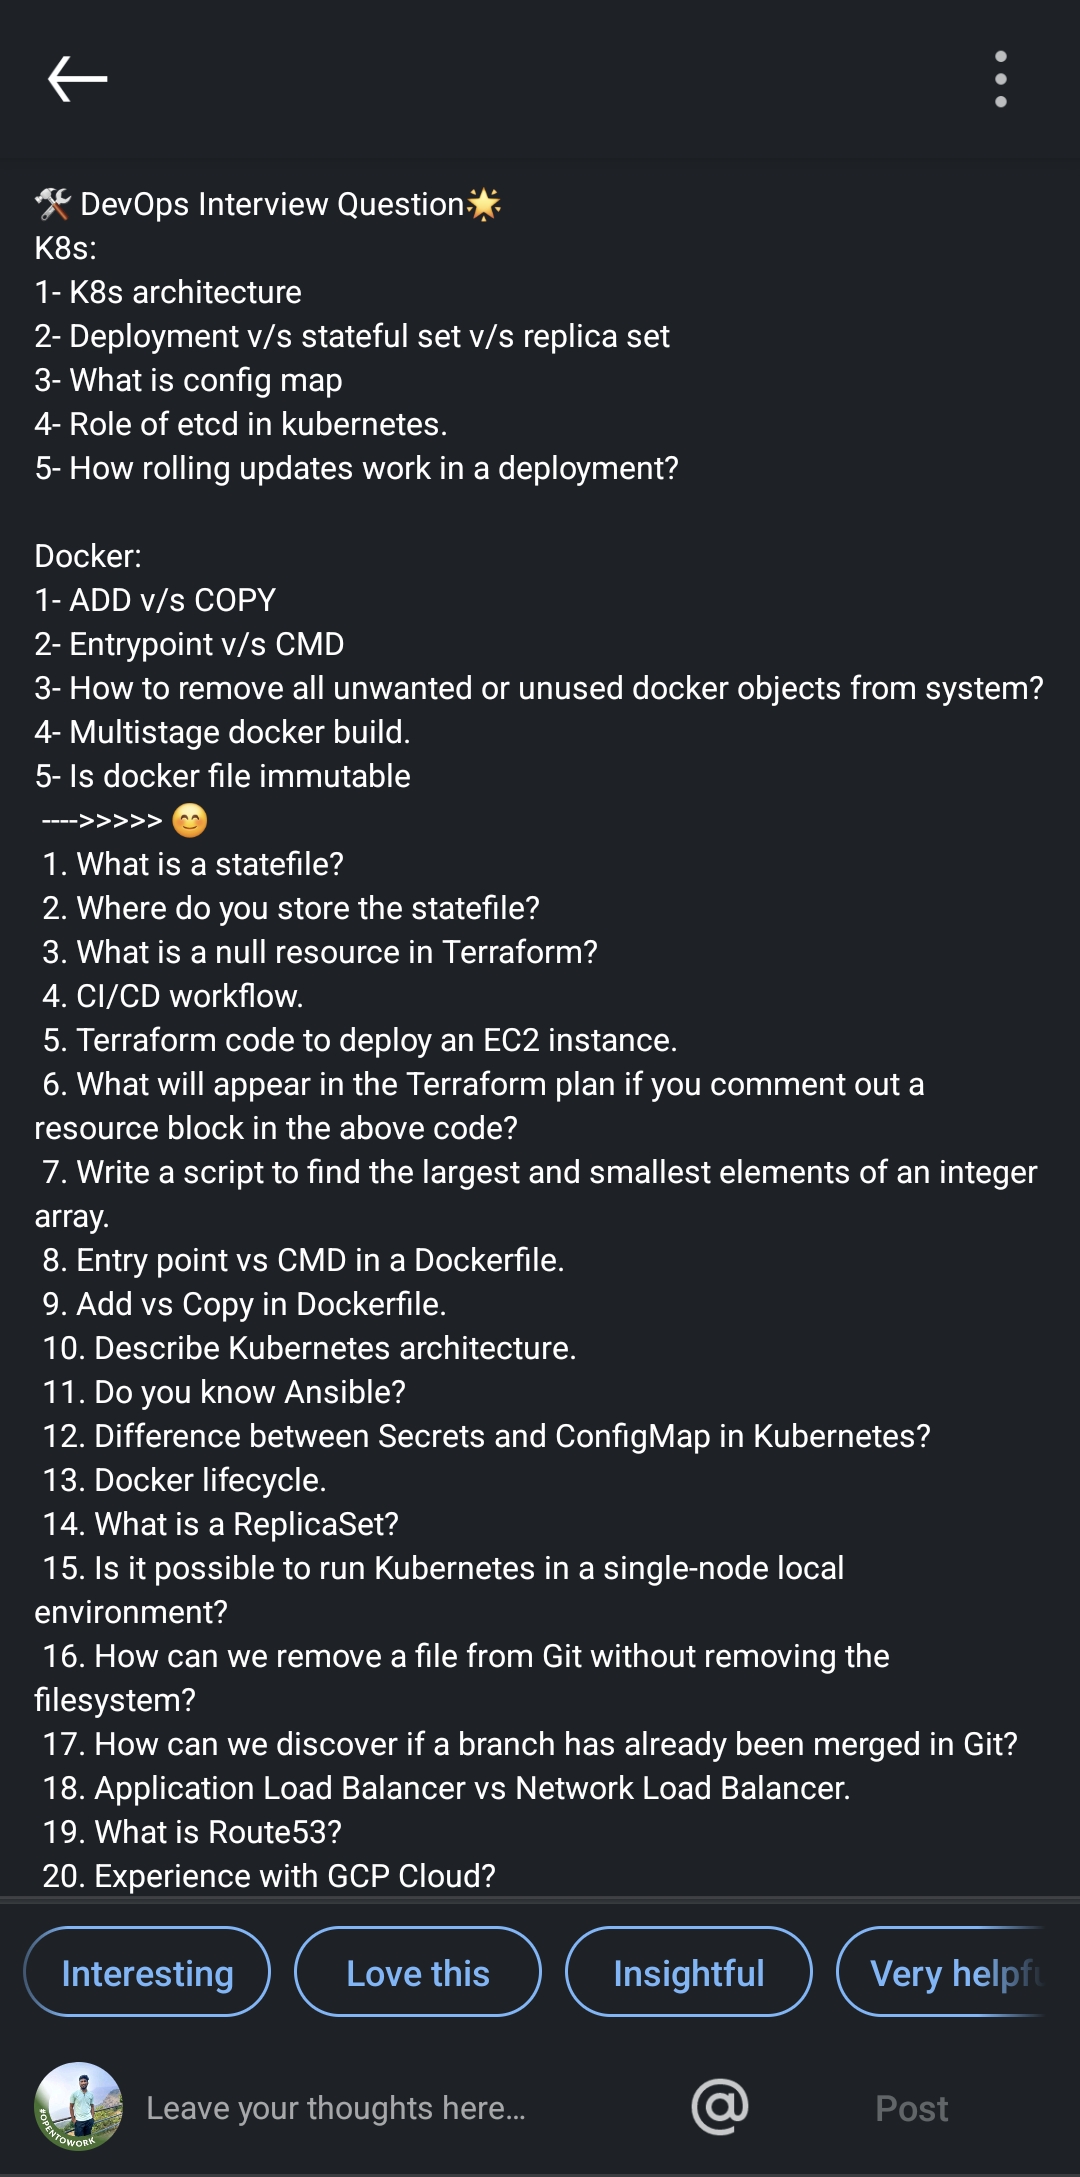 🛠 DevOps Interview Question🌟
K8s:
1- K8s architecture
2- Deployment v/s stateful set v/s replica set
3- What is config map
4- Role of etcd in kubernetes.
5- How rolling updates work in a deployment?
Docker:
1- ADD v/s COPY
2- Entrypoint v/s CMD
3- How to remove all unwanted or unused docker objects from system?
4- Multistage docker build.
5- Is docker file immutable
---->>>>> 😊
1. What is a statefile?
2. Where do you store the statefile?
3. What is a null resource in Terraform?
4. CI/CD workflow.
5. Terraform code to deploy an EC2 instance.
6. What will appear in the Terraform plan if you comment out a
resource block in the above code?
7. Write a script to find the largest and smallest elements of an integer
array.
8. Entry point vs CMD in a Dockerfile.
9. Add vs Copy in Dockerfile.
10. Describe Kubernetes architecture.
11. Do you know Ansible?
12. Difference between Secrets and ConfigMap in Kubernetes?
13. Docker lifecycle.
14. What is a ReplicaSet?
15. Is it possible to run Kubernetes in a single-node local
environment?
16. How can we remove a file from Git without removing the
filesystem?
17. How can we discover if a branch has already been merged in Git?
18. Application Load Balancer vs Network Load Balancer.
19. What is Route53?
20. Experience with GCP Cloud?
Interesting
Love this
Insightful
Very helpfu
#OPENTOWORK
Leave your thoughts here...
@
Post